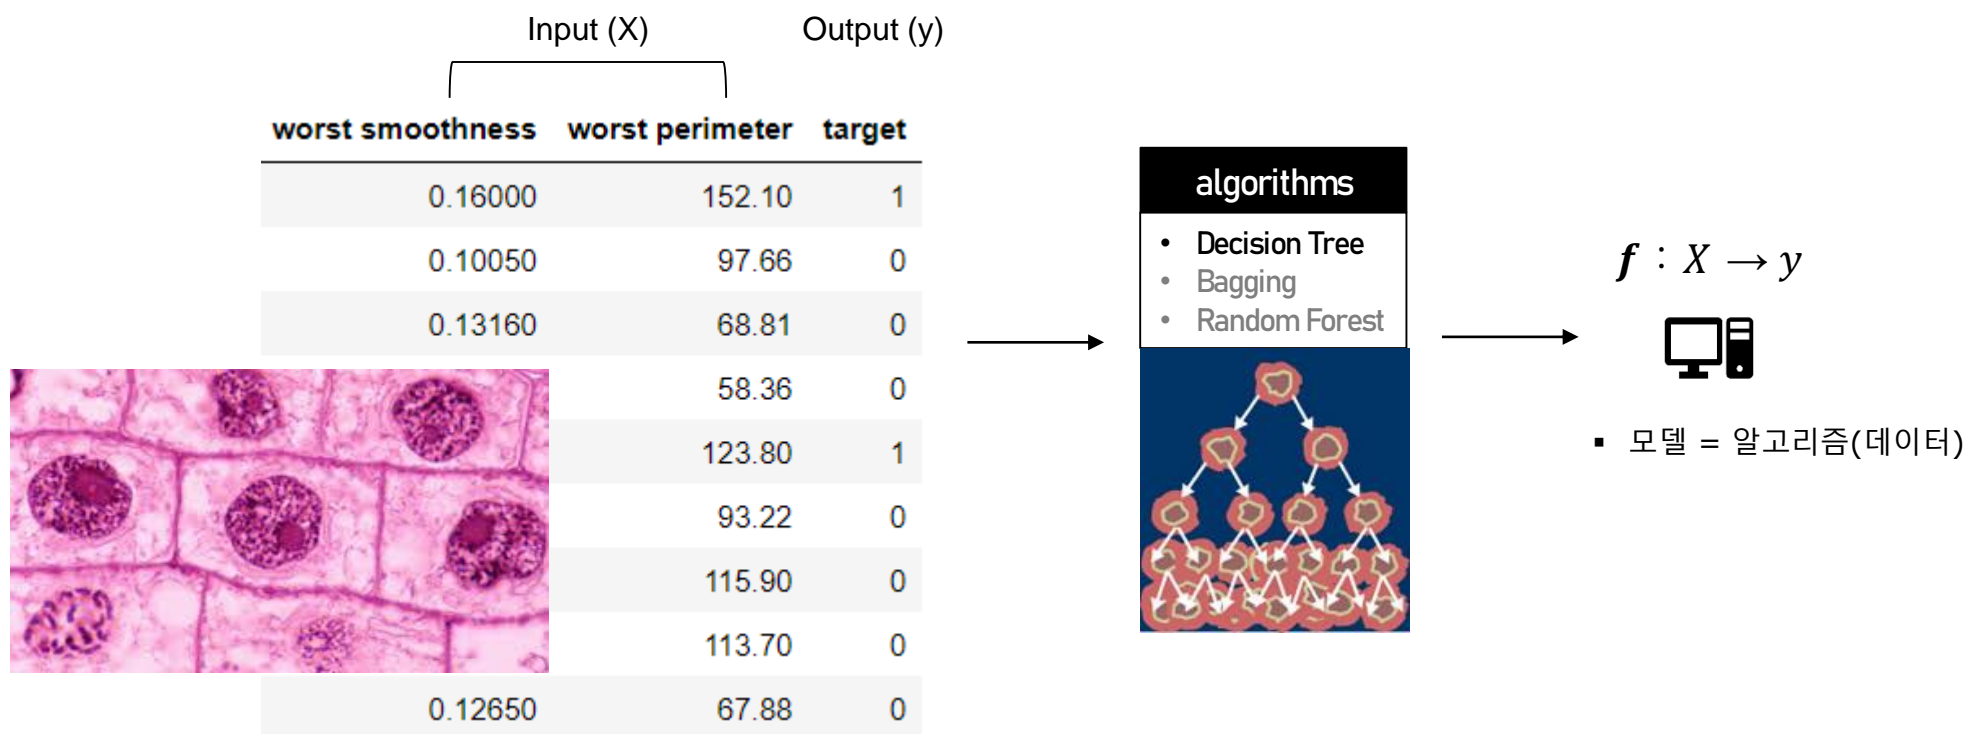 Input (X) Output (y)
worst smoothness worst perimeter target
0.16000 152.10 1
0.10050 97.66 0
0.13160 68.81 0
58.36 0
123.80 1
93.22 0
115.90 0
113.70 0
0.12650 67.88 0
algorithms
• Decision Tree
• Bagging
• Random Forest
f : X → y
▪ 모델 = 알고리즘(데이터)